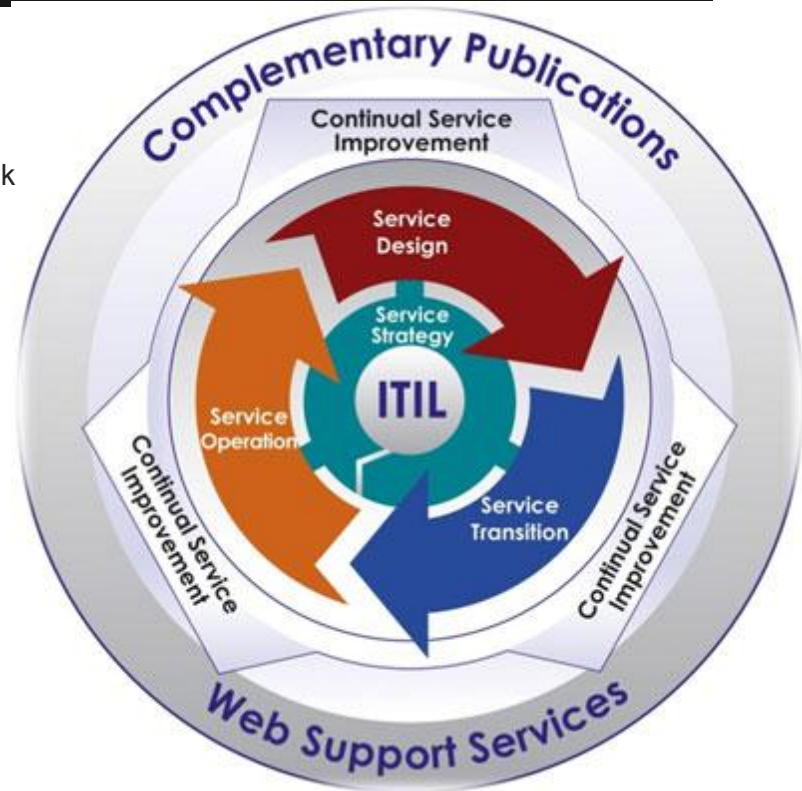 Complementary Publications
k
Continual Service
Improvement
Service
Design
Service
Strategy
ITIL
Service
Operation
Service
Transition
Continual Service
Improvement
Continual Service
Improvement
Web Support Services